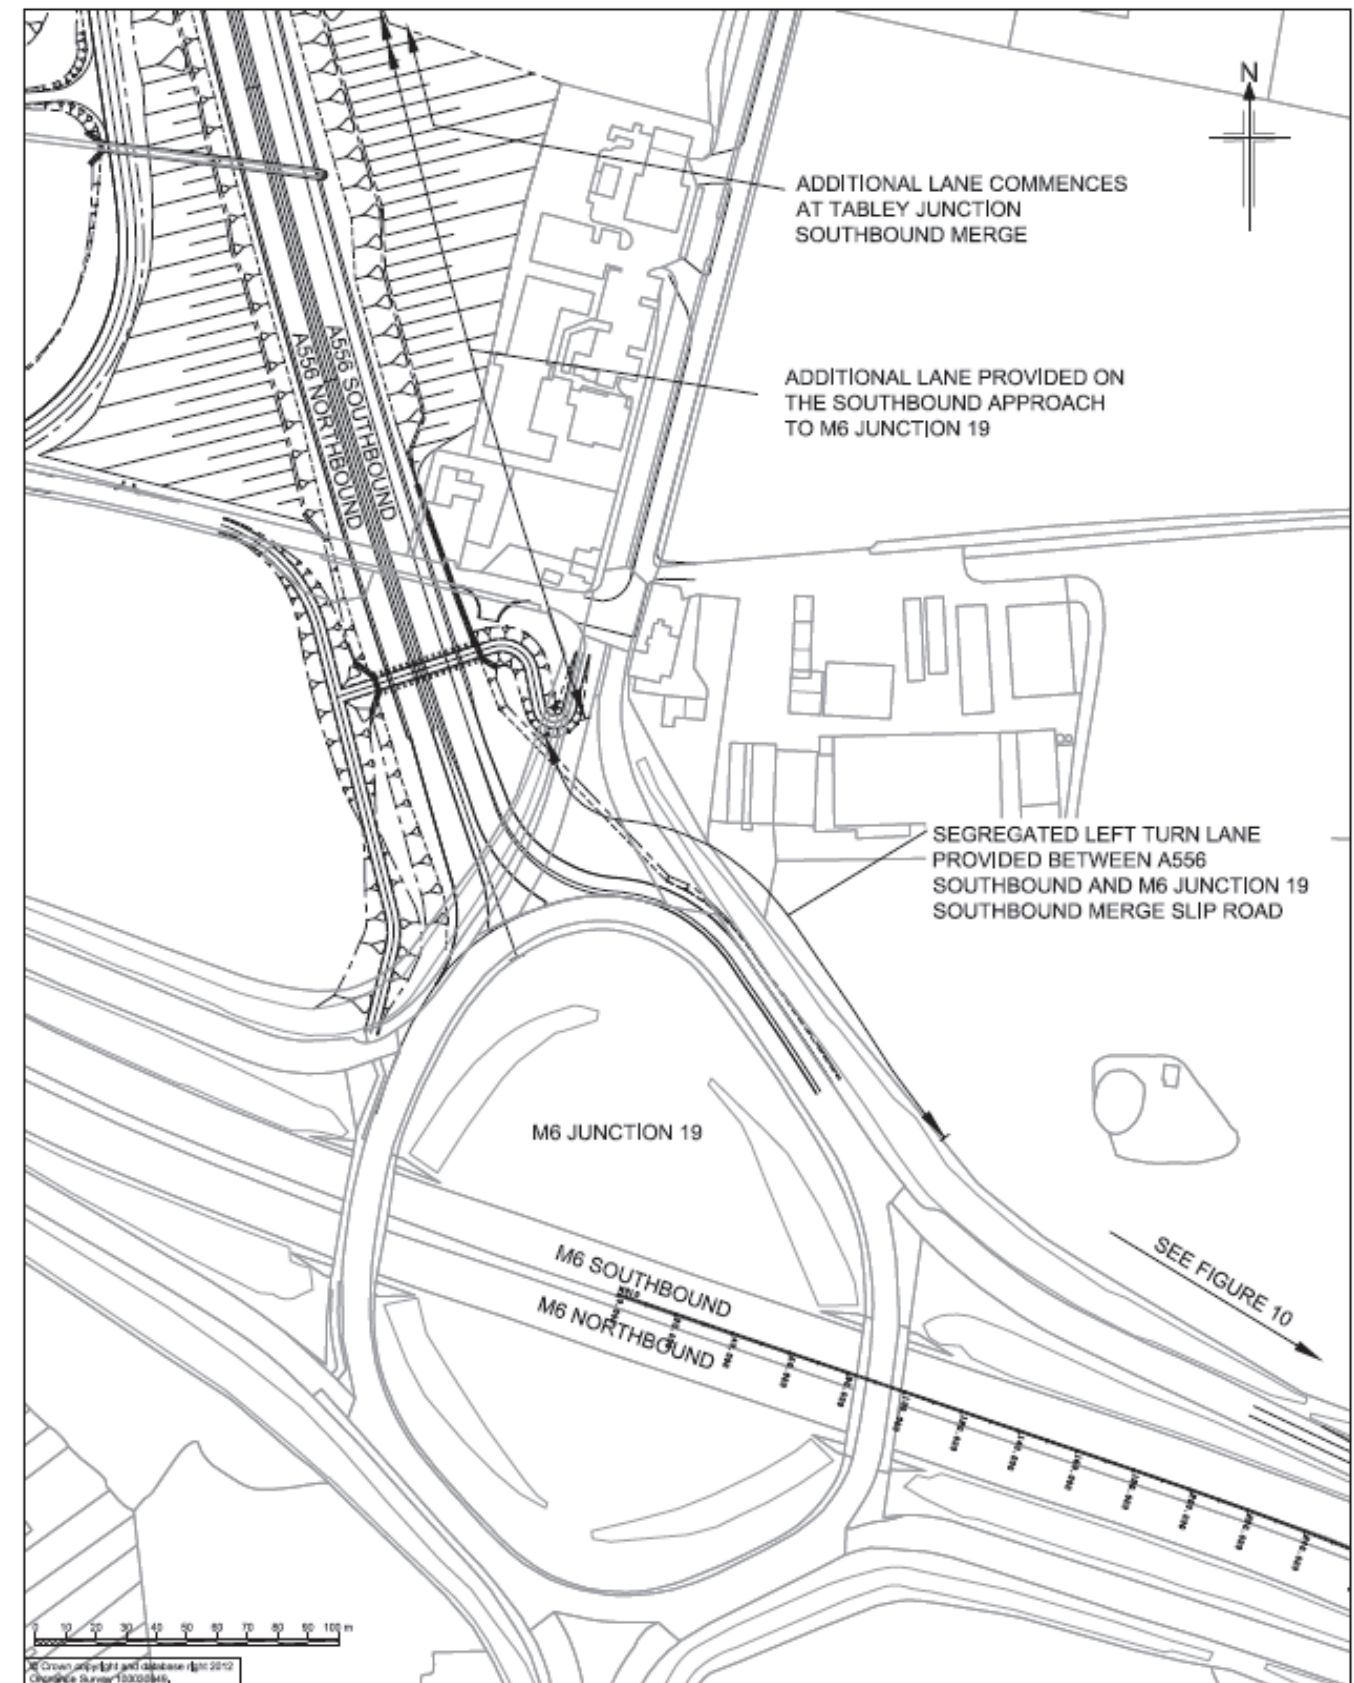 N
ADDITIONAL LANE COMMENCES
AT TABLEY JUNCTION
SOUTHBOUND MERGE
A556 SOUTHBOUND
A556 NORTHBOUND
ADDITIONAL LANE PROVIDED ON
THE SOUTHBOUND APPROACH
TO M6 JUNCTION 19
SEGREGATED LEFT TURN LANE
PROVIDED BETWEEN A556
SOUTHBOUND AND M6 JUNCTION 19
SOUTHBOUND MERGE SLIP ROAD
M6 JUNCTION 19
M6 SOUTHBOUND
M6 NORTHBOUND
SEE FIGURE 10
0 10 20 30 40 50 60 70 80 90 100 m
© Crown copyright and database right 2012
Ordnance Survey